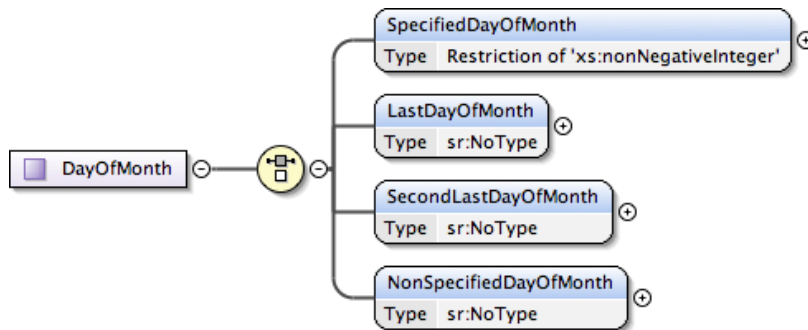 SpecifiedDayOfMonth
Type Restriction of 'xs:nonNegativeInteger'
LastDayOfMonth
Type sr:NoType
DayOfMonth
SecondLastDayOfMonth
Type sr:NoType
NonSpecifiedDayOfMonth
Type sr:NoType